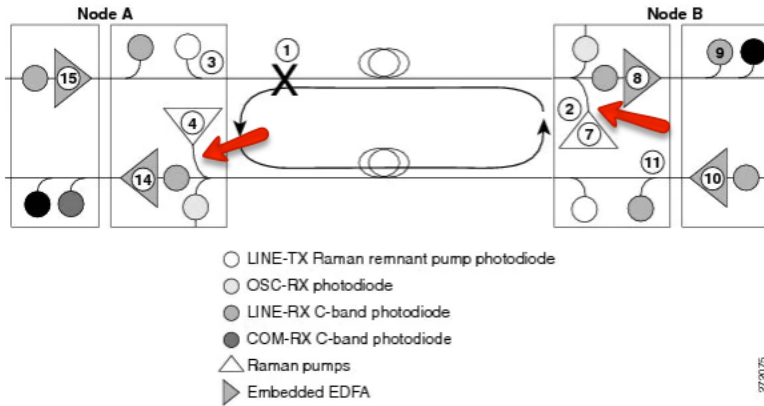 Node A
Node B
1
3
15
9
8
2
4
7
11
14
10
LINE-TX Raman remnant pump photodiode
OSC-RX photodiode
LINE-RX C-band photodiode
COM-RX C-band photodiode
Raman pumps
Embedded EDFA
272075